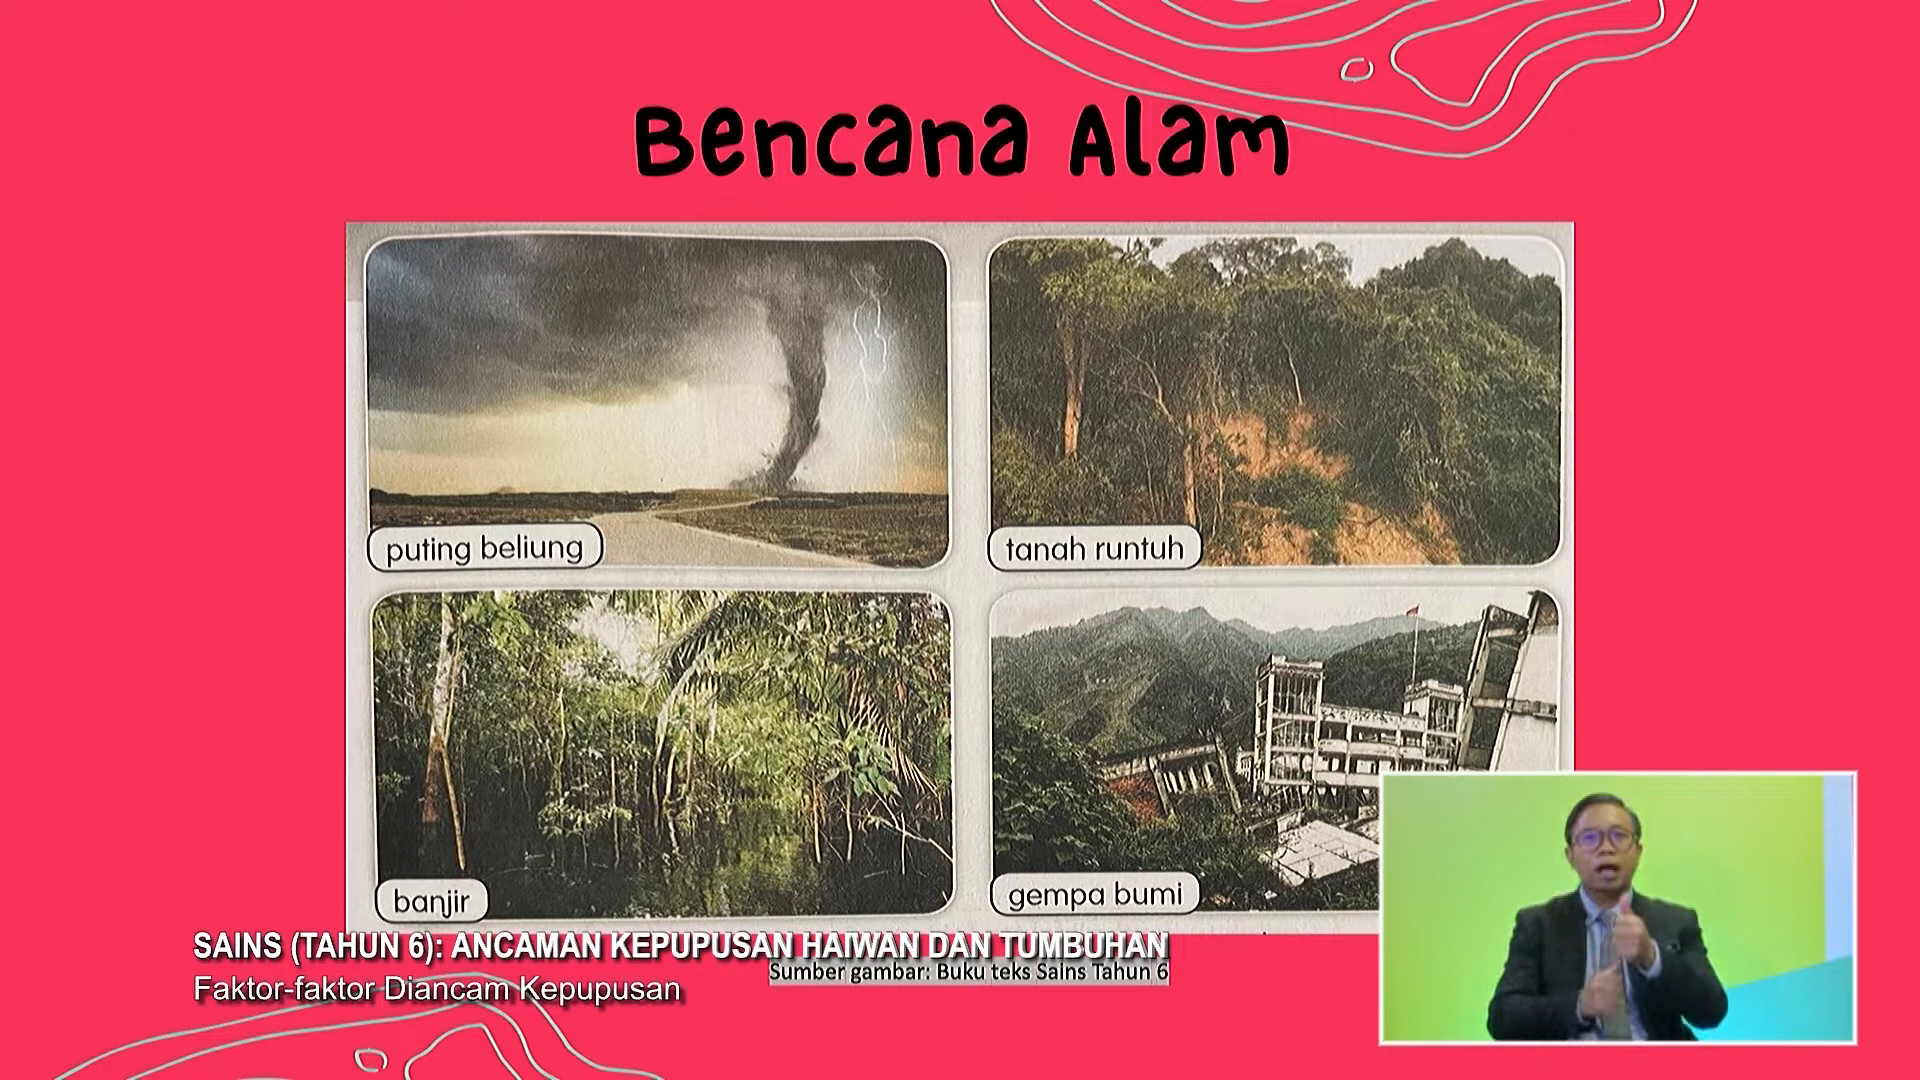 Bencana Alam
puting beliung
tanah runtuh
banjir
gempa bumi
SAINS (TAHUN 6): ANCAMAN KEPUPUSAN HAIWAN DAN TUMBUHAN
Sumber gambar: Buku teks Sains Tahun 6
Faktor-faktor Diancam Kepupusan